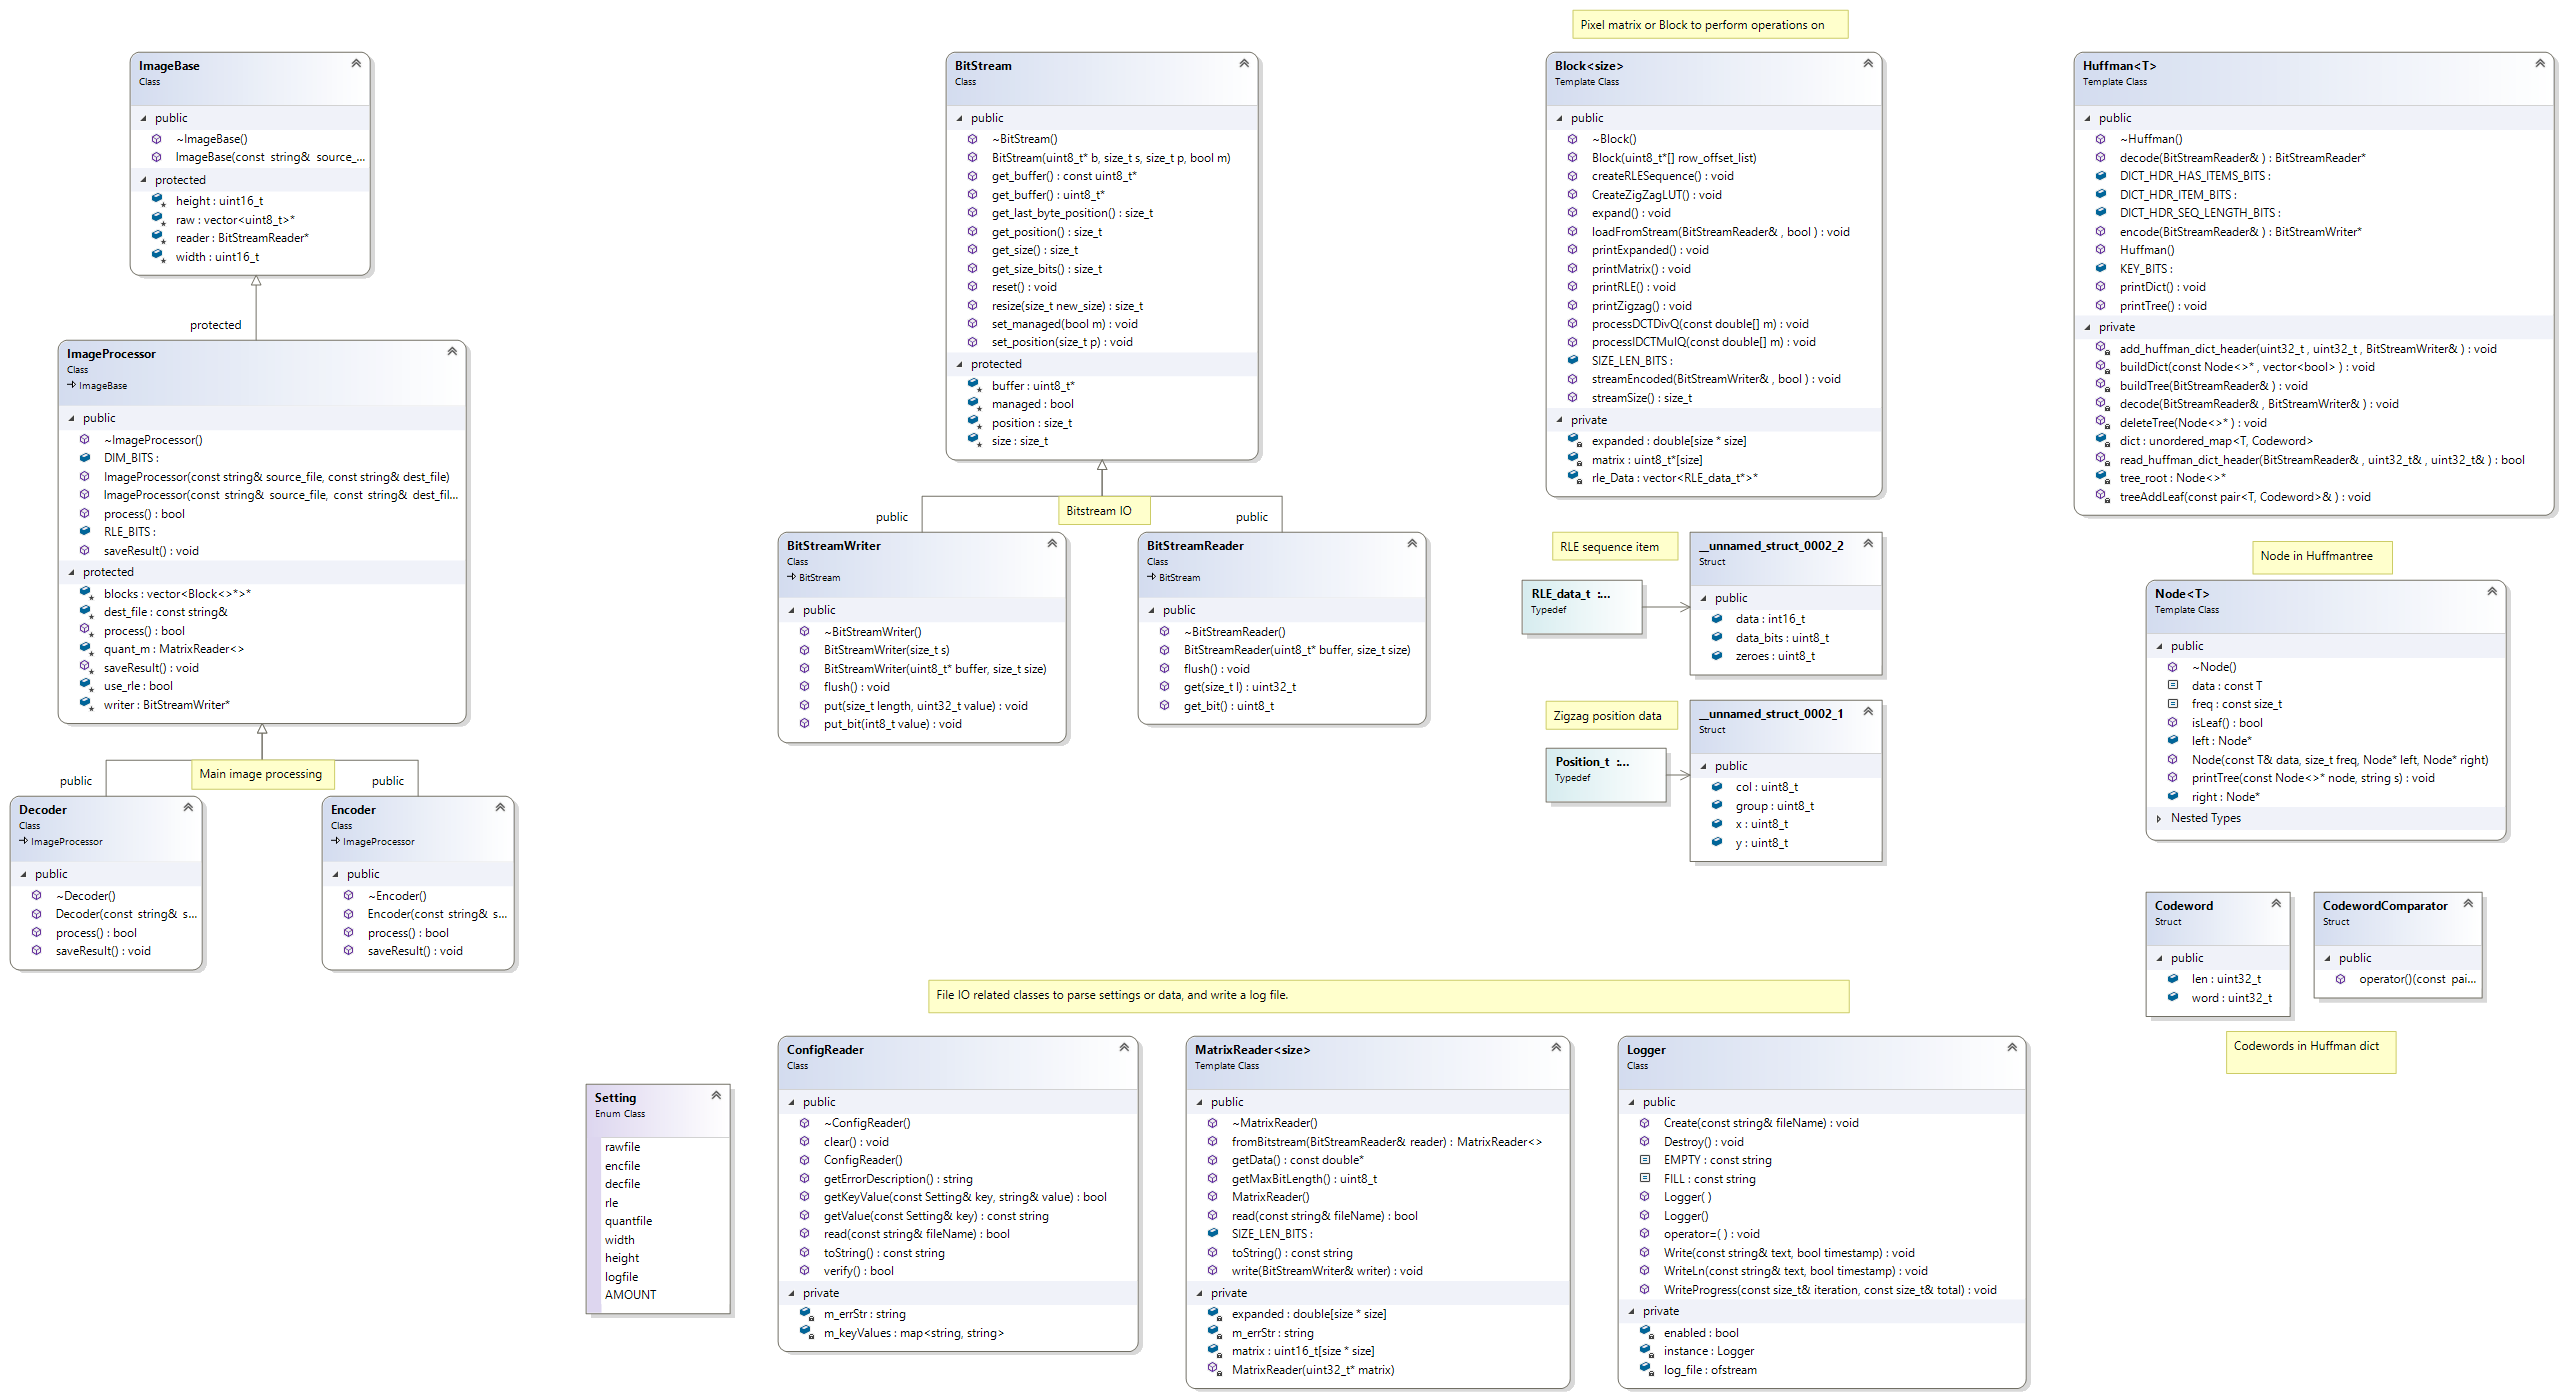 ImageBase
Class
public
~ImageBase()
ImageBase(const string& source_...
protected
height : uint16_t
raw : vector<uint8_t>*
reader : BitStreamReader*
width : uint16_t
protected
ImageProcessor
Class
ImageBase
public
~ImageProcessor()
DIM_BITS :
ImageProcessor(const string& source_file, const string& dest_file)
ImageProcessor(const string& source_file, const string& dest_fil...
process() : bool
RLE_BITS :
saveResult() : void
protected
blocks : vector<Block<>*>*
dest_file : const string&
process() : bool
quant_m : MatrixReader<>
saveResult() : void
use_rle : bool
writer : BitStreamWriter*
public
Main image processing
public
Decoder
Class
ImageProcessor
public
~Decoder()
Decoder(const string& s...
process() : bool
saveResult() : void
Encoder
Class
ImageProcessor
public
~Encoder()
Encoder(const string& s...
process() : bool
saveResult() : void
BitStream
Class
public
~BitStream()
BitStream(uint8_t* b, size_t s, size_t p, bool m)
get_buffer() : const uint8_t*
get_buffer() : uint8_t*
get_last_byte_position() : size_t
get_position() : size_t
get_size() : size_t
get_size_bits() : size_t
reset() : void
resize(size_t new_size) : size_t
set_managed(bool m) : void
set_position(size_t p) : void
protected
buffer : uint8_t*
managed : bool
position : size_t
size : size_t
public
Bitstream IO
public
BitStreamWriter
Class
BitStream
public
~BitStreamWriter()
BitStreamWriter(size_t s)
BitStreamWriter(uint8_t* buffer, size_t size)
flush() : void
put(size_t length, uint32_t value) : void
put_bit(int8_t value) : void
BitStreamReader
Class
BitStream
public
~BitStreamReader()
BitStreamReader(uint8_t* buffer, size_t size)
flush() : void
get(size_t l) : uint32_t
get_bit() : uint8_t
Pixel matrix or Block to perform operations on
Block<size>
Template Class
public
~Block()
Block(uint8_t*[] row_offset_list)
createRLESequence() : void
CreateZigZagLUT() : void
expand() : void
loadFromStream(BitStreamReader& , bool ) : void
printExpanded() : void
printMatrix() : void
printRLE() : void
printZigzag() : void
processDCTDivQ(const double[] m) : void
processIDCTMulQ(const double[] m) : void
SIZE_LEN_BITS :
streamEncoded(BitStreamWriter& , bool ) : void
streamSize() : size_t
private
expanded : double[size * size]
matrix : uint8_t*[size]
rle_Data : vector<RLE_data_t*>*
RLE sequence item
RLE_data_t :...
Typedef
__unnamed_struct_0002_2
Struct
public
data : int16_t
data_bits : uint8_t
zeroes : uint8_t
Zigzag position data
Position_t :...
Typedef
__unnamed_struct_0002_1
Struct
public
col : uint8_t
group : uint8_t
x : uint8_t
y : uint8_t
Huffman<T>
Template Class
public
~Huffman()
decode(BitStreamReader& ) : BitStreamReader*
DICT_HDR_HAS_ITEMS_BITS :
DICT_HDR_ITEM_BITS :
DICT_HDR_SEQ_LENGTH_BITS :
encode(BitStreamReader& ) : BitStreamWriter*
Huffman()
KEY_BITS :
printDict() : void
printTree() : void
private
add_huffman_dict_header(uint32_t , uint32_t , BitStreamWriter& ) : void
buildDict(const Node<>* , vector<bool> ) : void
buildTree(BitStreamReader& ) : void
decode(BitStreamReader& , BitStreamWriter& ) : void
deleteTree(Node<>* ) : void
dict : unordered_map<T, Codeword>
read_huffman_dict_header(BitStreamReader& , uint32_t& , uint32_t& ) : bool
tree_root : Node<>*
treeAddLeaf(const pair<T, Codeword>& ) : void
Node in Huffmantree
Node<T>
Template Class
public
~Node()
data : const T
freq : const size_t
isLeaf() : bool
left : Node*
Node(const T& data, size_t freq, Node* left, Node* right)
printTree(const Node<>* node, string s) : void
right : Node*
Nested Types
Codeword
Struct
public
len : uint32_t
word : uint32_t
CodewordComparator
Struct
public
operator()(const pai...
Codewords in Huffman dict
File IO related classes to parse settings or data, and write a log file.
Setting
Enum Class
rawfile
encfile
decfile
rle
quantfile
width
height
logfile
AMOUNT
ConfigReader
Class
public
~ConfigReader()
clear() : void
ConfigReader()
getErrorDescription() : string
getKeyValue(const Setting& key, string& value) : bool
getValue(const Setting& key) : const string
read(const string& fileName) : bool
toString() : const string
verify() : bool
private
m_errStr : string
m_keyValues : map<string, string>
MatrixReader<size>
Template Class
public
~MatrixReader()
fromBitstream(BitStreamReader& reader) : MatrixReader<>
getData() : const double*
getMaxBitLength() : uint8_t
MatrixReader()
read(const string& fileName) : bool
SIZE_LEN_BITS :
toString() : const string
write(BitStreamWriter& writer) : void
private
expanded : double[size * size]
m_errStr : string
matrix : uint16_t[size * size]
MatrixReader(uint32_t* matrix)
Logger
Class
public
Create(const string& fileName) : void
Destroy() : void
EMPTY : const string
FILL : const string
Logger( )
Logger()
operator=( ) : void
Write(const string& text, bool timestamp) : void
WriteLn(const string& text, bool timestamp) : void
WriteProgress(const size_t& iteration, const size_t& total) : void
private
enabled : bool
instance : Logger
log_file : ofstream